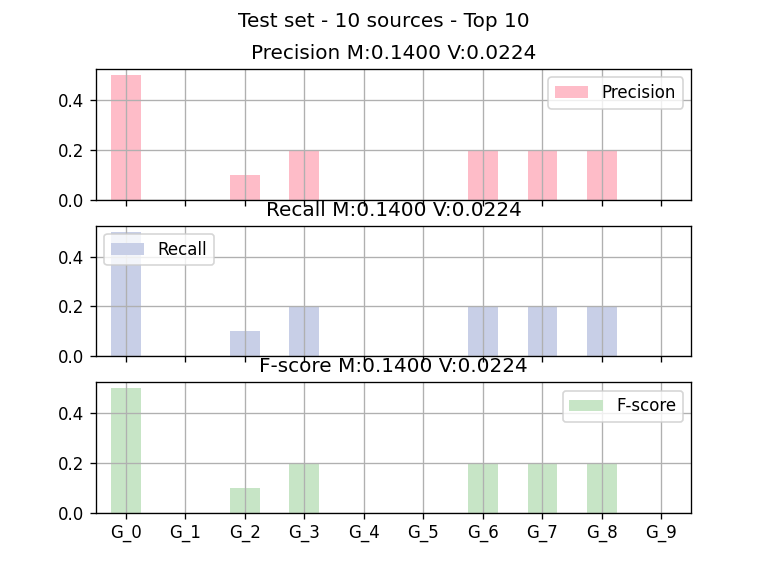 Test set - 10 sources - Top 10
Precision M:0.1400 V:0.0224
0.4
0.2
0.0
Precision
Recall M:0.1400 V:0.0224
0.4
0.2
0.0
Recall
F-score M:0.1400 V:0.0224
0.4
0.2
0.0
F-score
G_0 G_1 G_2 G_3 G_4 G_5 G_6 G_7 G_8 G_9